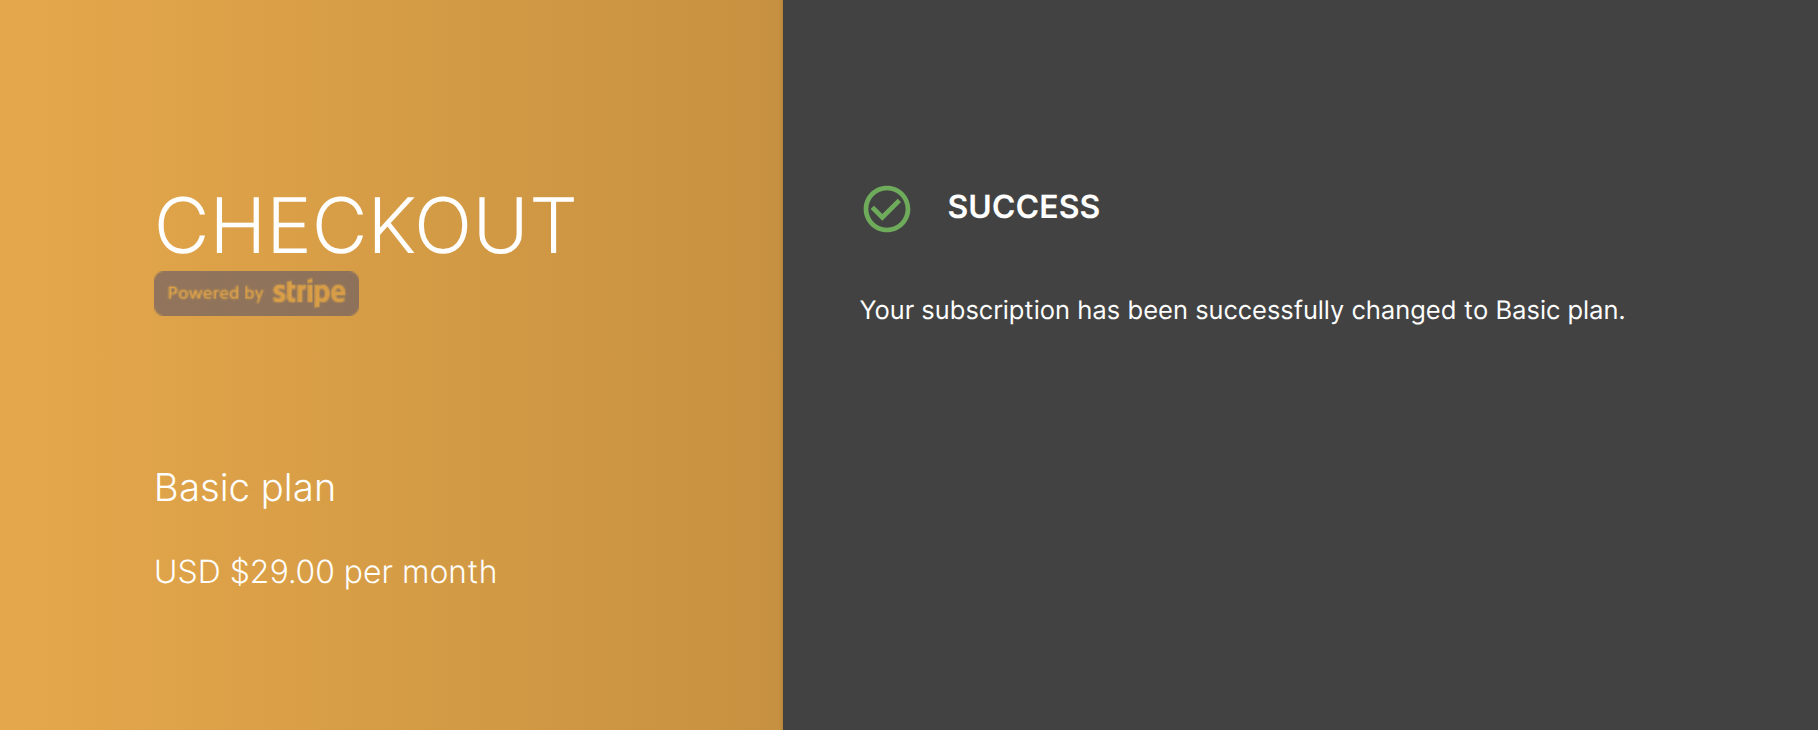 CHECKOUT
Powered by stripe
Basic plan
USD $29.00 per month
SUCCESS
Your subscription has been successfully changed to Basic plan.